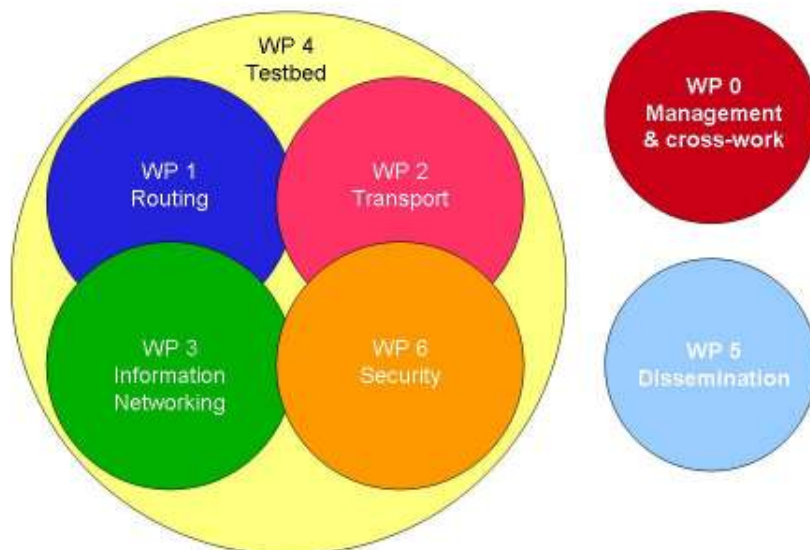 WP 4
Testbed
WP 1
Routing
WP 2
Transport
WP 3
Information
Networking
WP 6
Security
WP 0
Management
& cross-work
WP 5
Dissemination